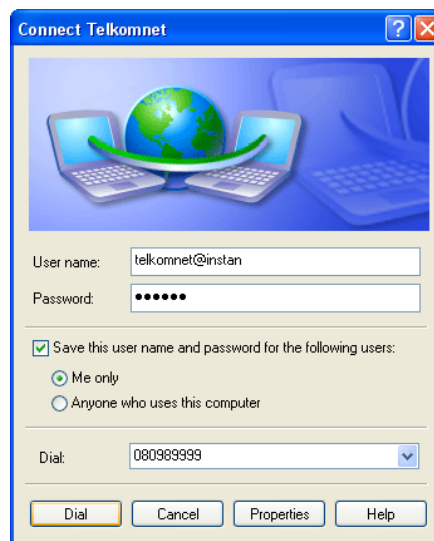 Connect Telkomnet
User name: telkomnet@instan
Password: ••••••
Save this user name and password for the following users:
Me only
Anyone who uses this computer
Dial: 080989999
Dial Cancel Properties Help